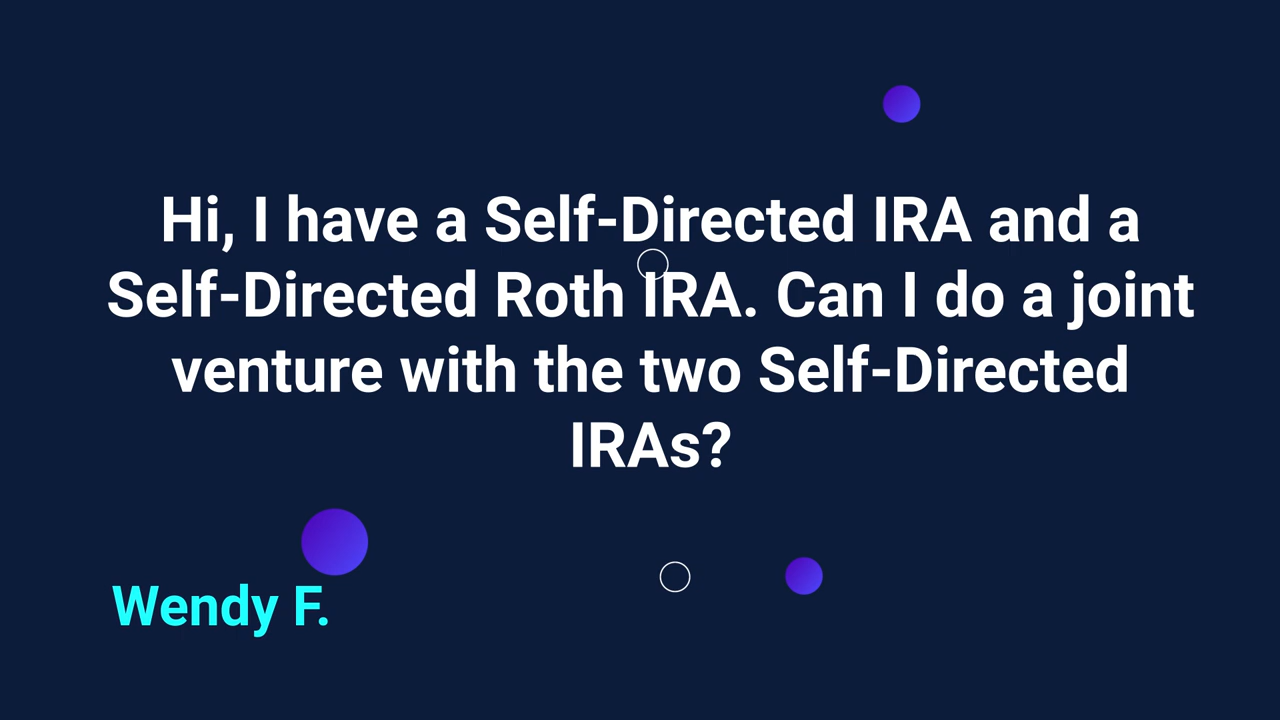 Hi, I have a Self-Directed IRA and a
Self-Directed Roth IRA. Can I do a joint
venture with the two Self-Directed
IRAs?
Wendy F.